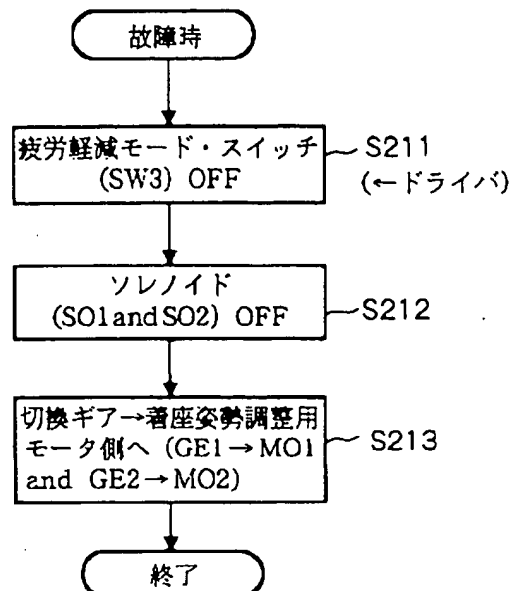 故障時
疲労軽減モード・スイッチ
(SW3) OFF
S211
(←ドライバ)
ソレノイド
(SO1andSO2) OFF
S212
切換ギア→着座姿勢調整用
モータ側へ (GE1→MO1
and GE2→MO2)
S213
終了